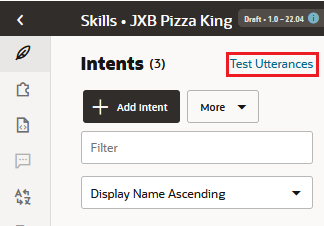 Skills • JXB Pizza King Draft • 1.0 - 22.04
Intents (3) Test Utterances
+ Add Intent More
Filter
Display Name Ascending